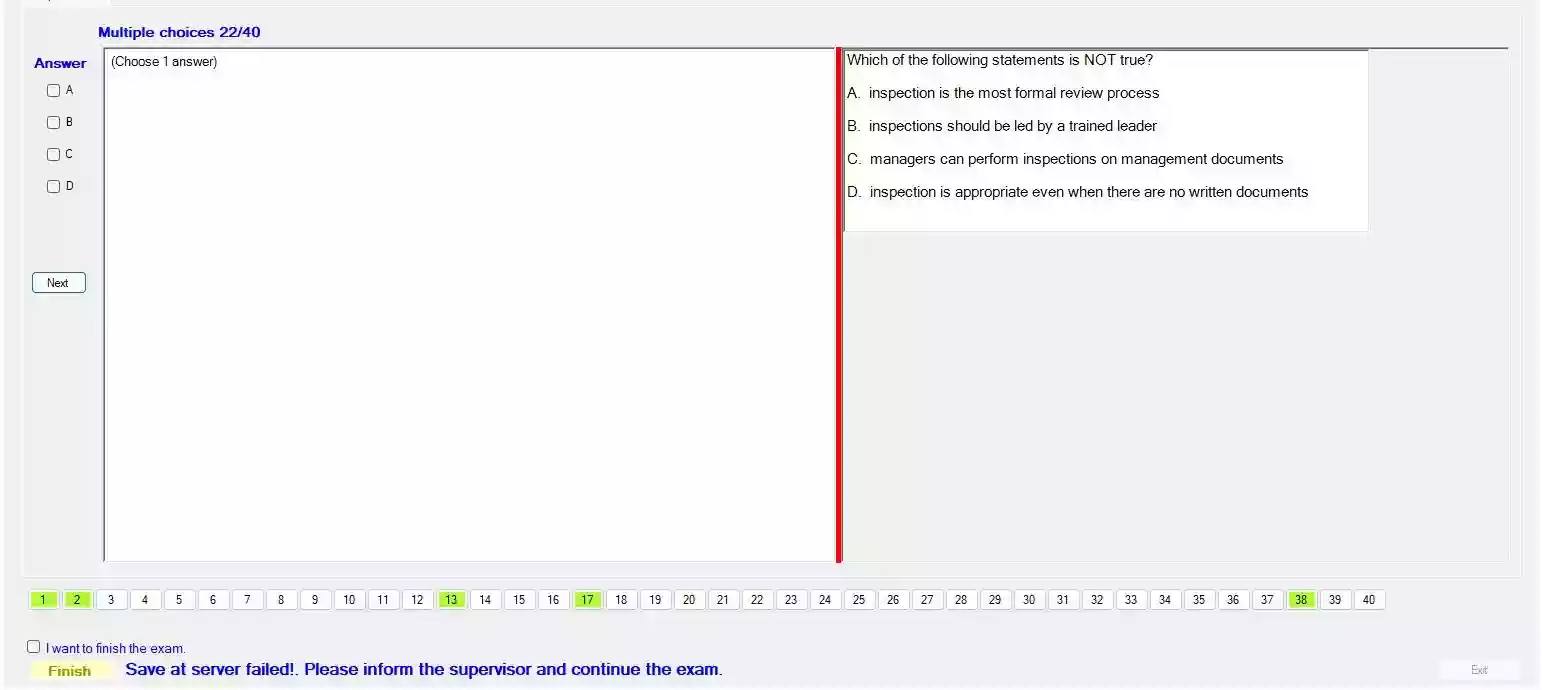 Multiple choices 22/40
Answer
(Choose 1 answer)
A
B
C
D
Next
Which of the following statements is NOT true?
A. inspection is the most formal review process
B. inspections should be led by a trained leader
C. managers can perform inspections on management documents
D. inspection is appropriate even when there are no written documents
1 2 3 4 5 6 7 8 9 10 11 12 13 14 15 16 17 18 19 20 21 22 23 24 25 26 27 28 29 30 31 32 33 34 35 36 37 38 39 40
I want to finish the exam.
Finish Save at server failed!. Please inform the supervisor and continue the exam. Exit